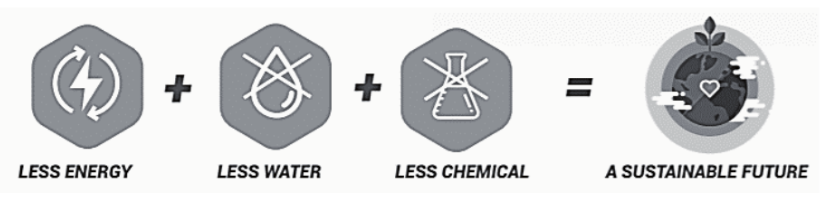 LESS ENERGY + LESS WATER + LESS CHEMICAL = A SUSTAINABLE FUTURE